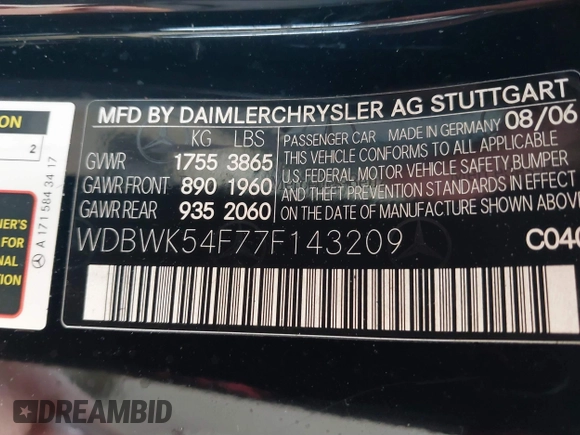 MFD BY DAIMLERCHRYSLER AG STUTTGART
KG LBS
GVWR 1755 3865
GAWR FRONT 890 1960
GAWR REAR 935 2060
PASSENGER CAR MADE IN GERMANY 08/06
THIS VEHICLE CONFORMS TO ALL APPLICABLE
U.S. FEDERAL MOTOR VEHICLE SAFETY, BUMPER
AND THEFT PREVENTION STANDARDS IN EFFECT
ON THE DATE OF MANUFACTURE SHOWN ABOVE
WDBWK54F77F143209
C040
2
A 171 584 34 17
DREAMBID